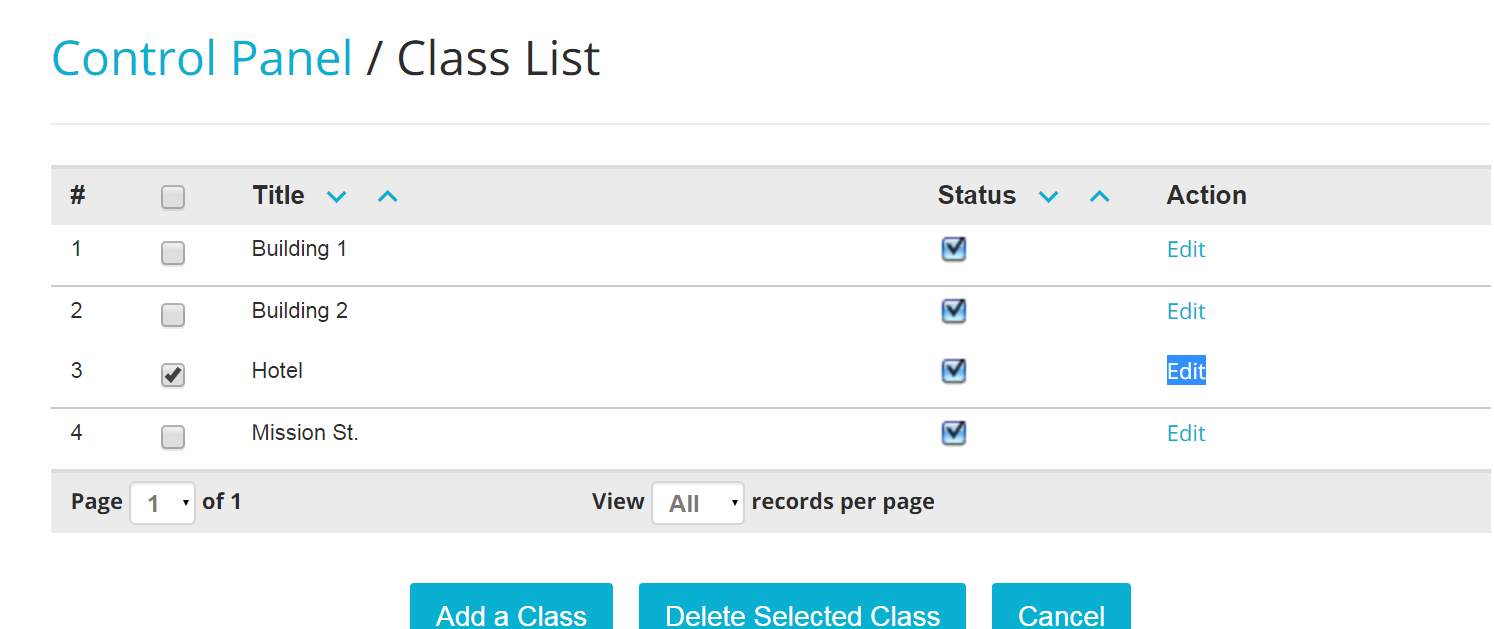 Control Panel / Class List
# Title Status Action
1 Building 1 Edit
2 Building 2 Edit
3 Hotel Edit
4 Mission St. Edit
Page 1 of 1 View All records per page
Add a Class Delete Selected Class Cancel